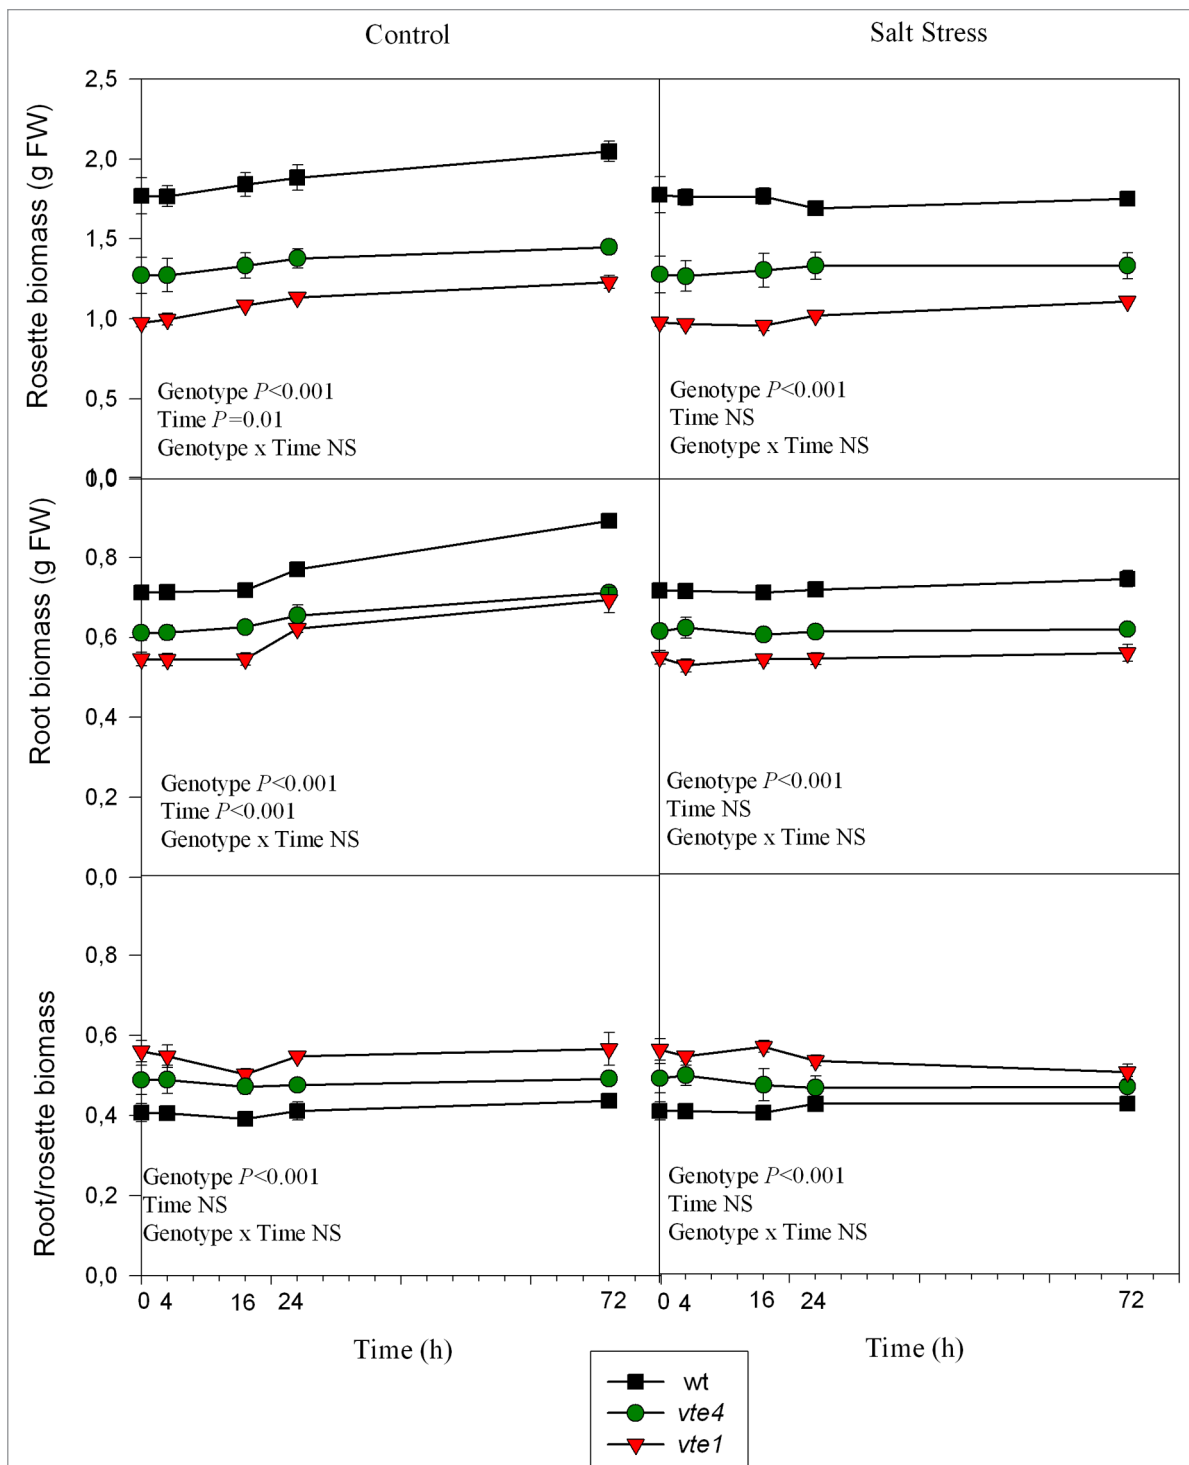 Control
Salt Stress
Rosette biomass (g FW)
2,5
2,0
1,5
1,0
0,5
0,0
Genotype P<0.001
Time P=0.01
Genotype x Time NS
Genotype P<0.001
Time NS
Genotype x Time NS
Root biomass (g FW)
1,0
0,8
0,6
0,4
0,2
0,0
Genotype P<0.001
Time P<0.001
Genotype x Time NS
Genotype P<0.001
Time NS
Genotype x Time NS
Root/rosette biomass
0,8
0,6
0,4
0,2
0,0
Genotype P<0.001
Time NS
Genotype x Time NS
Genotype P<0.001
Time NS
Genotype x Time NS
0 4 16 24 72
0 4 16 24 72
Time (h)
Time (h)
wt
vte4
vte1